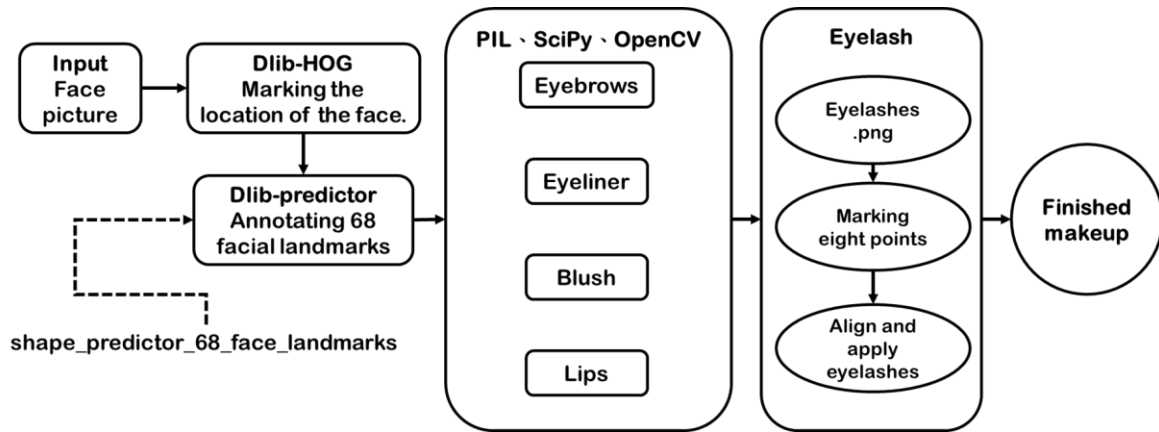 Input
Face
picture
Dlib-HOG
Marking the
location of the face.
Dlib-predictor
Annotating 68
facial landmarks
shape_predictor_68_face_landmarks
PIL、SciPy、OpenCV
Eyebrows
Eyeliner
Blush
Lips
Eyelash
Eyelashes
.png
Marking
eight points
Align and
apply
eyelashes
Finished
makeup